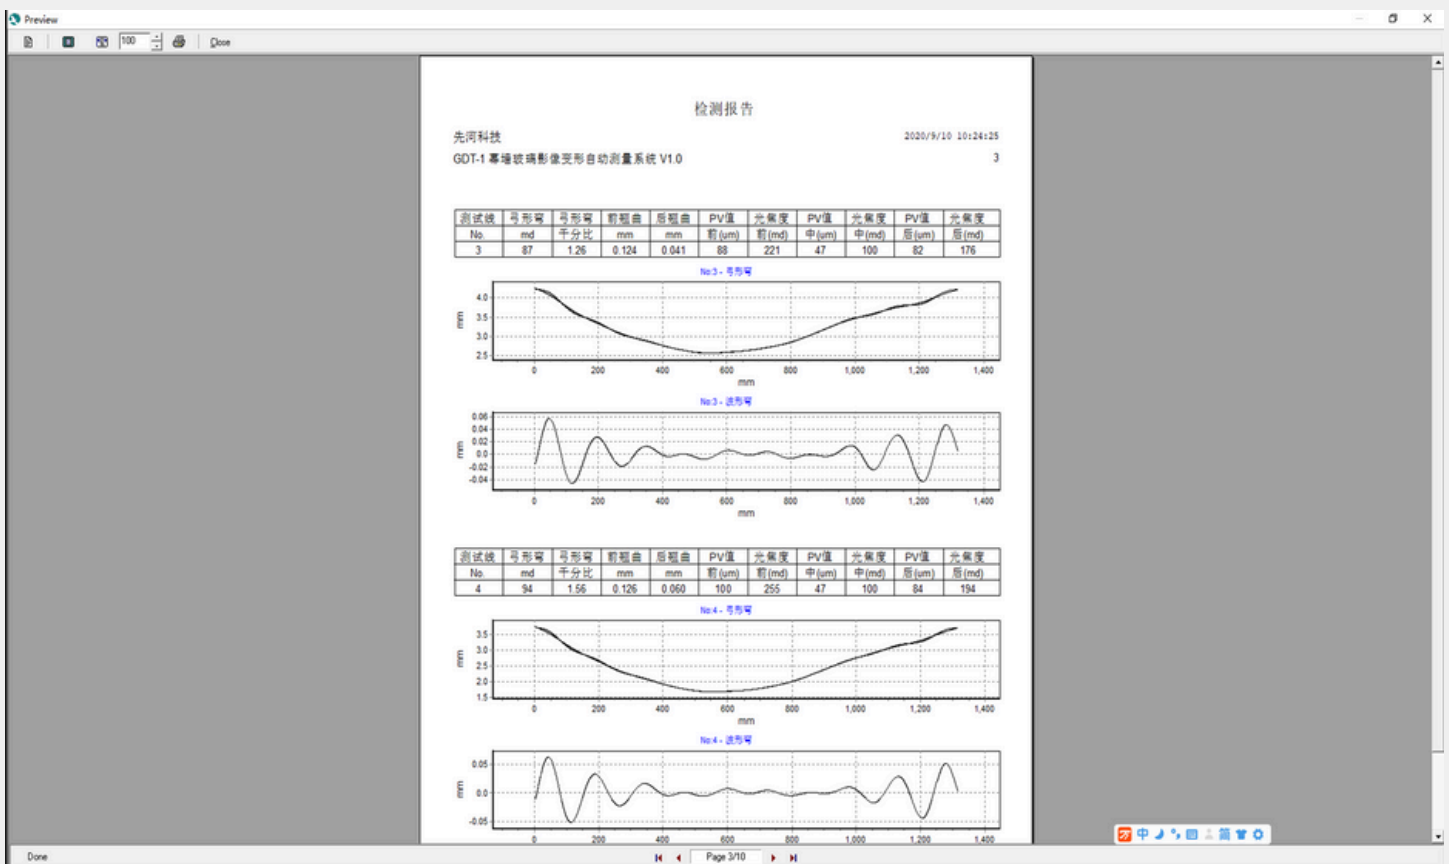 Preview
100 Close
检测报告
先河科技 2020/9/10 10:24:25
GDT-1 幕墙玻璃影像变形自动测量系统 V1.0 3
测试线 弓形弯 弓形弯 前翘曲 后翘曲 PV值 光焦度 PV值 光焦度 PV值 光焦度
No. md 千分比 mm mm 前(um) 前(md) 中(um) 中(md) 后(um) 后(md)
3 87 1.26 0.124 0.041 88 221 47 100 82 176
No:3 - 弓形弯
4.0
3.5
3.0
2.5
mm
0 200 400 600 800 1,000 1,200 1,400
mm
No:3 - 波形弯
0.06
0.04
0.02
0.0
-0.02
-0.04
mm
0 200 400 600 800 1,000 1,200 1,400
mm
测试线 弓形弯 弓形弯 前翘曲 后翘曲 PV值 光焦度 PV值 光焦度 PV值 光焦度
No. md 千分比 mm mm 前(um) 前(md) 中(um) 中(md) 后(um) 后(md)
4 94 1.56 0.126 0.060 100 255 47 100 84 194
No:4 - 弓形弯
3.5
3.0
2.5
2.0
1.5
mm
0 200 400 600 800 1,000 1,200 1,400
mm
No:4 - 波形弯
0.05
0.0
-0.05
mm
0 200 400 600 800 1,000 1,200 1,400
中 简
Done Page 3/10